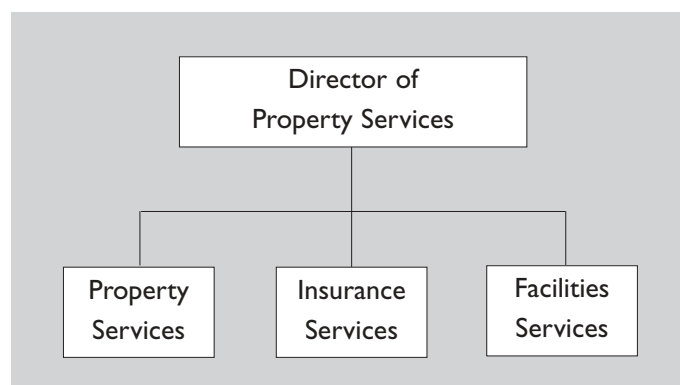 Director of
Property Services
Property
Services
Insurance
Services
Facilities
Services